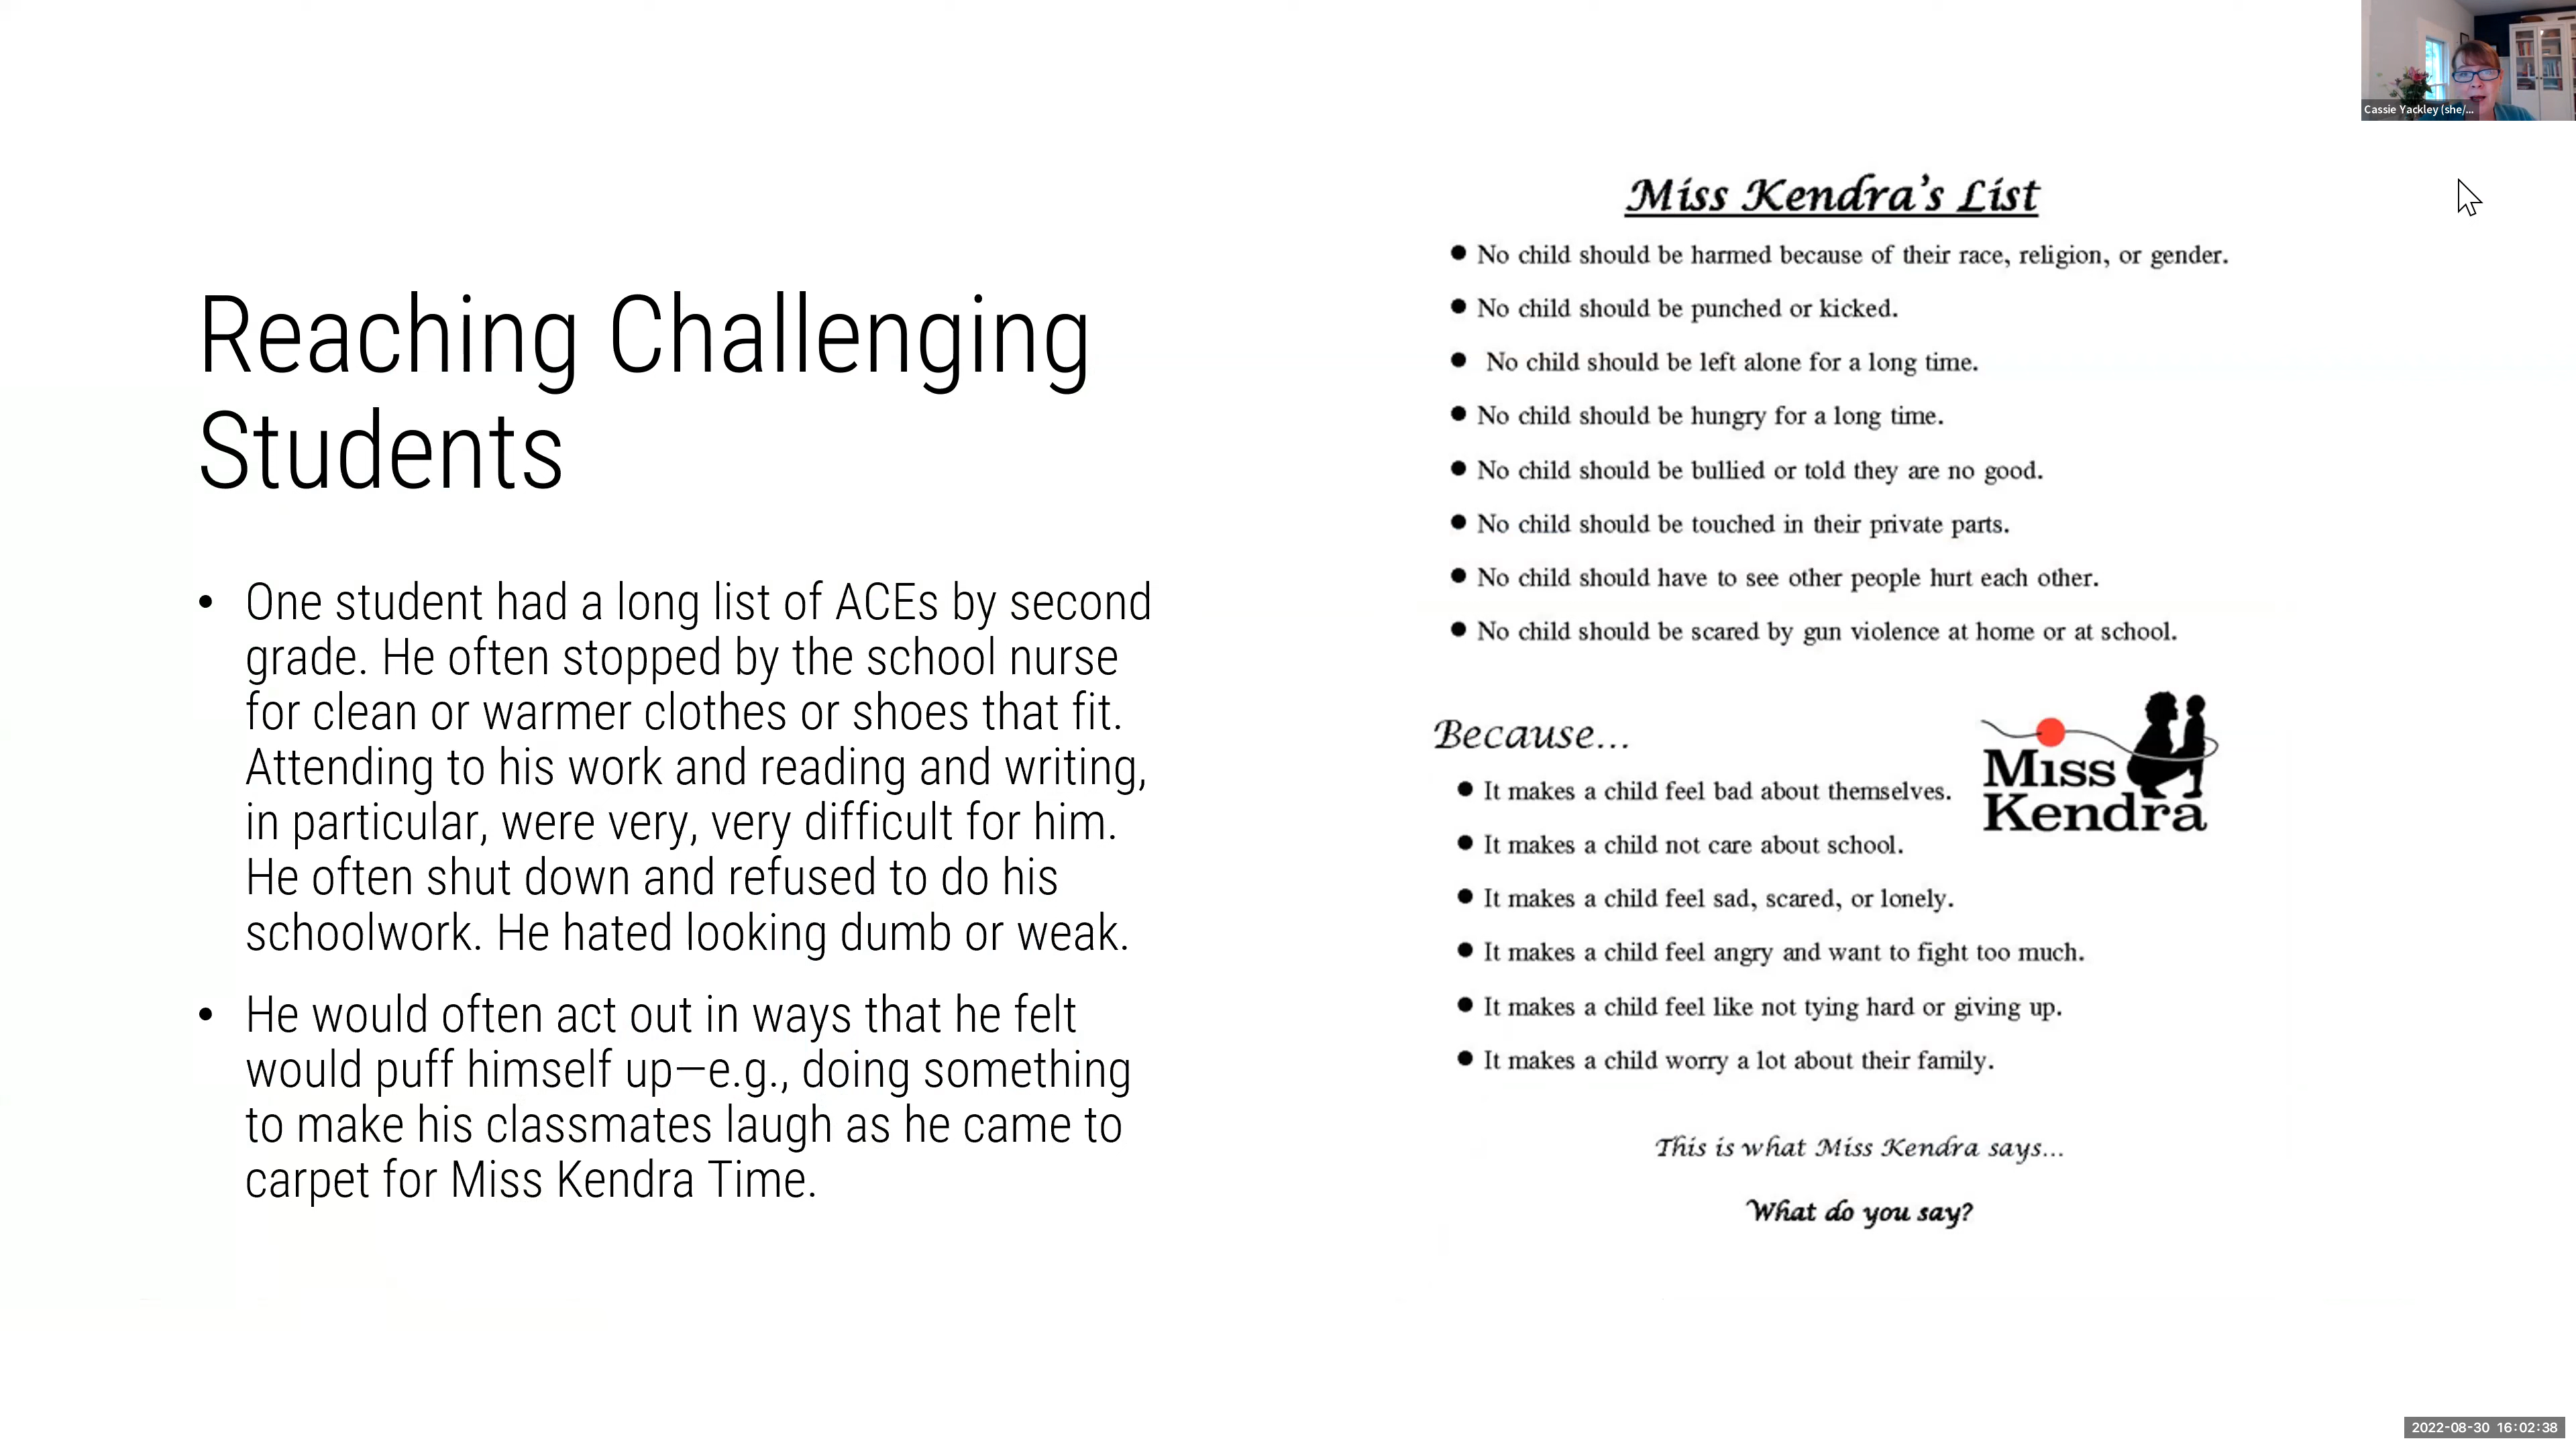 Cassie Yackley (she/...
Reaching Challenging
Students
• One student had a long list of ACEs by second
grade. He often stopped by the school nurse
for clean or warmer clothes or shoes that fit.
Attending to his work and reading and writing,
in particular, were very, very difficult for him.
He often shut down and refused to do his
schoolwork. He hated looking dumb or weak.
• He would often act out in ways that he felt
would puff himself up—e.g., doing something
to make his classmates laugh as he came to
carpet for Miss Kendra Time.
Miss Kendra's List
● No child should be harmed because of their race, religion, or gender.
● No child should be punched or kicked.
● No child should be left alone for a long time.
● No child should be hungry for a long time.
● No child should be bullied or told they are no good.
● No child should be touched in their private parts.
● No child should have to see other people hurt each other.
● No child should be scared by gun violence at home or at school.
Because...
Miss
Kendra
● It makes a child feel bad about themselves.
● It makes a child not care about school.
● It makes a child feel sad, scared, or lonely.
● It makes a child feel angry and want to fight too much.
● It makes a child feel like not tying hard or giving up.
● It makes a child worry a lot about their family.
This is what Miss Kendra says...
What do you say?
2022-08-30 16:02:38